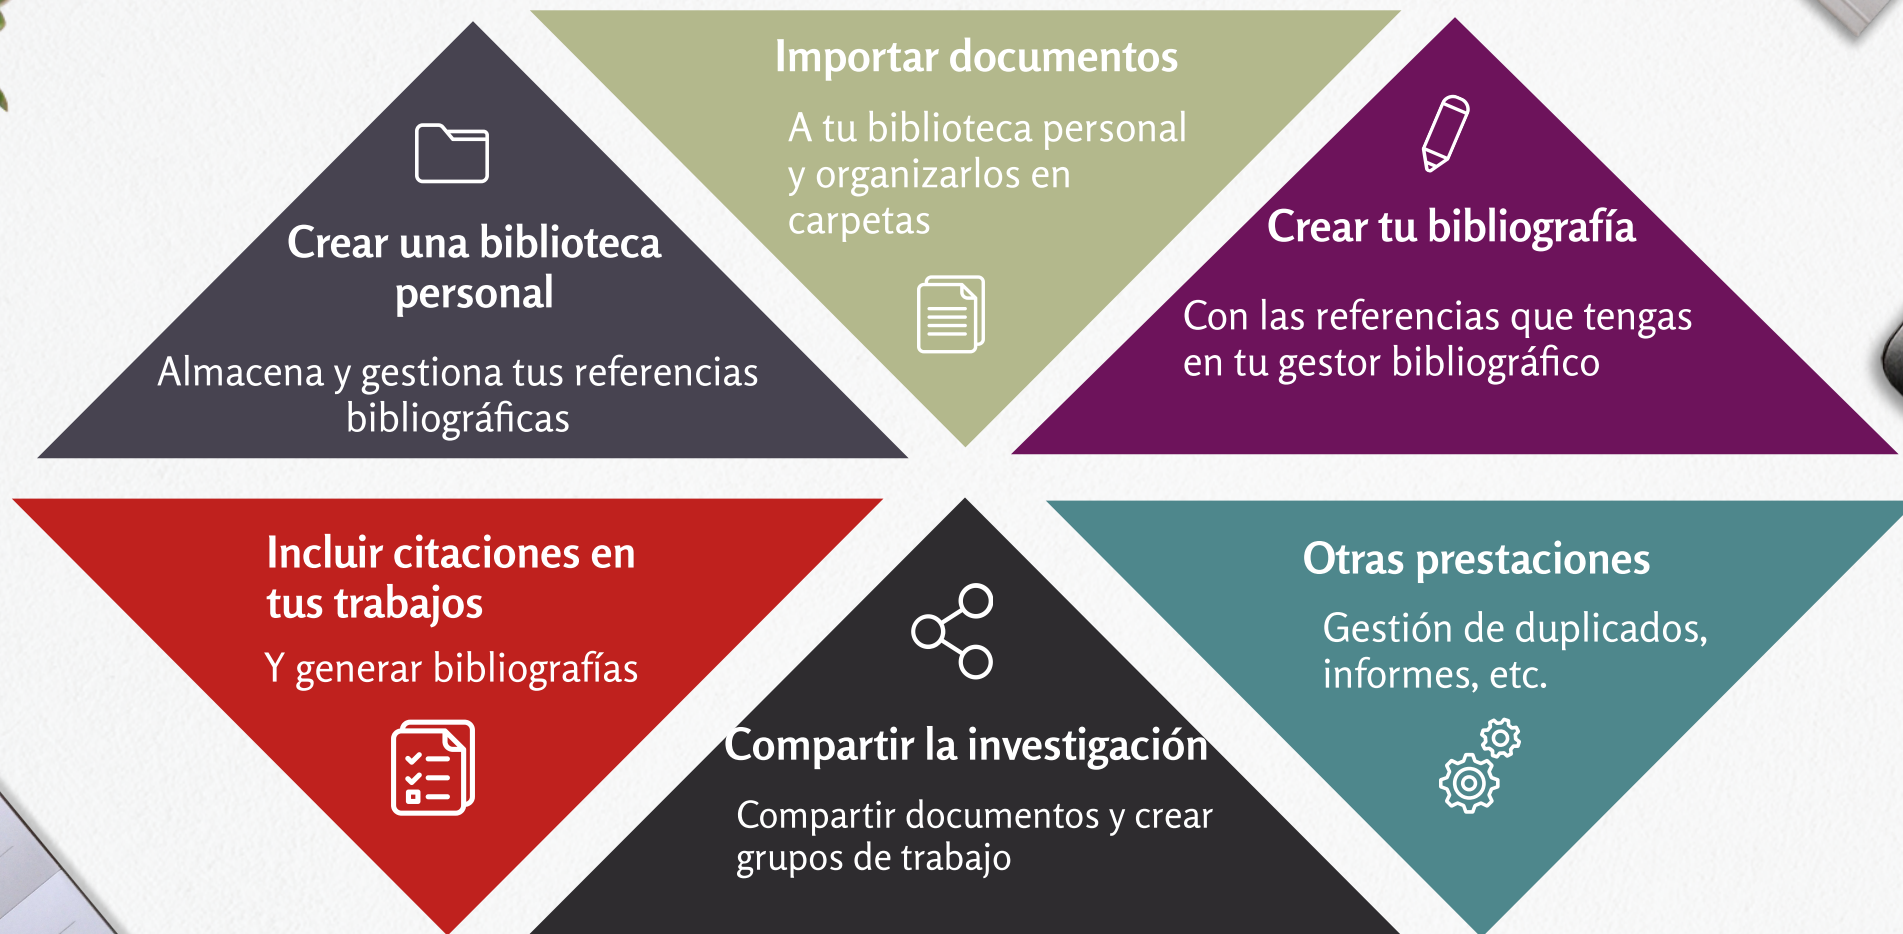 Crear una biblioteca
personal
Almacena y gestiona tus referencias
bibliográficas
Importar documentos
A tu biblioteca personal
y organizarlos en
carpetas
Crear tu bibliografía
Con las referencias que tengas
en tu gestor bibliográfico
Incluir citaciones en
tus trabajos
Y generar bibliografías
Compartir la investigación
Compartir documentos y crear
grupos de trabajo
Otras prestaciones
Gestión de duplicados,
informes, etc.